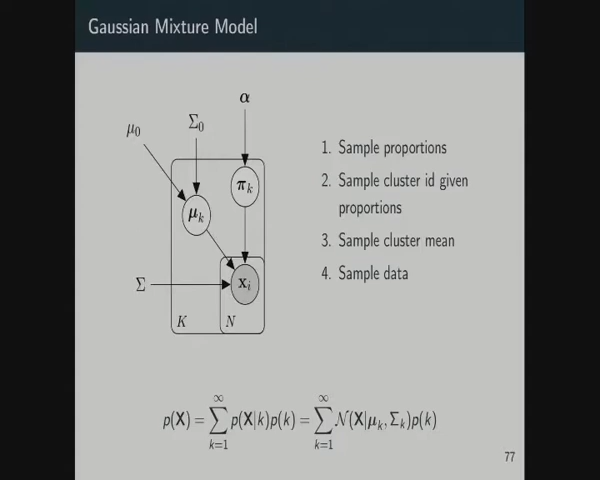 Gaussian Mixture Model
α
μ₀
Σ₀
πₖ
μₖ
Σ
xᵢ
K
N
1. Sample proportions
2. Sample cluster id given
proportions
3. Sample cluster mean
4. Sample data
p(X) = ∑_{k=1}^{∞} p(X|k)p(k) = ∑_{k=1}^{∞} 𝒩(X|μₖ, Σₖ)p(k)
77